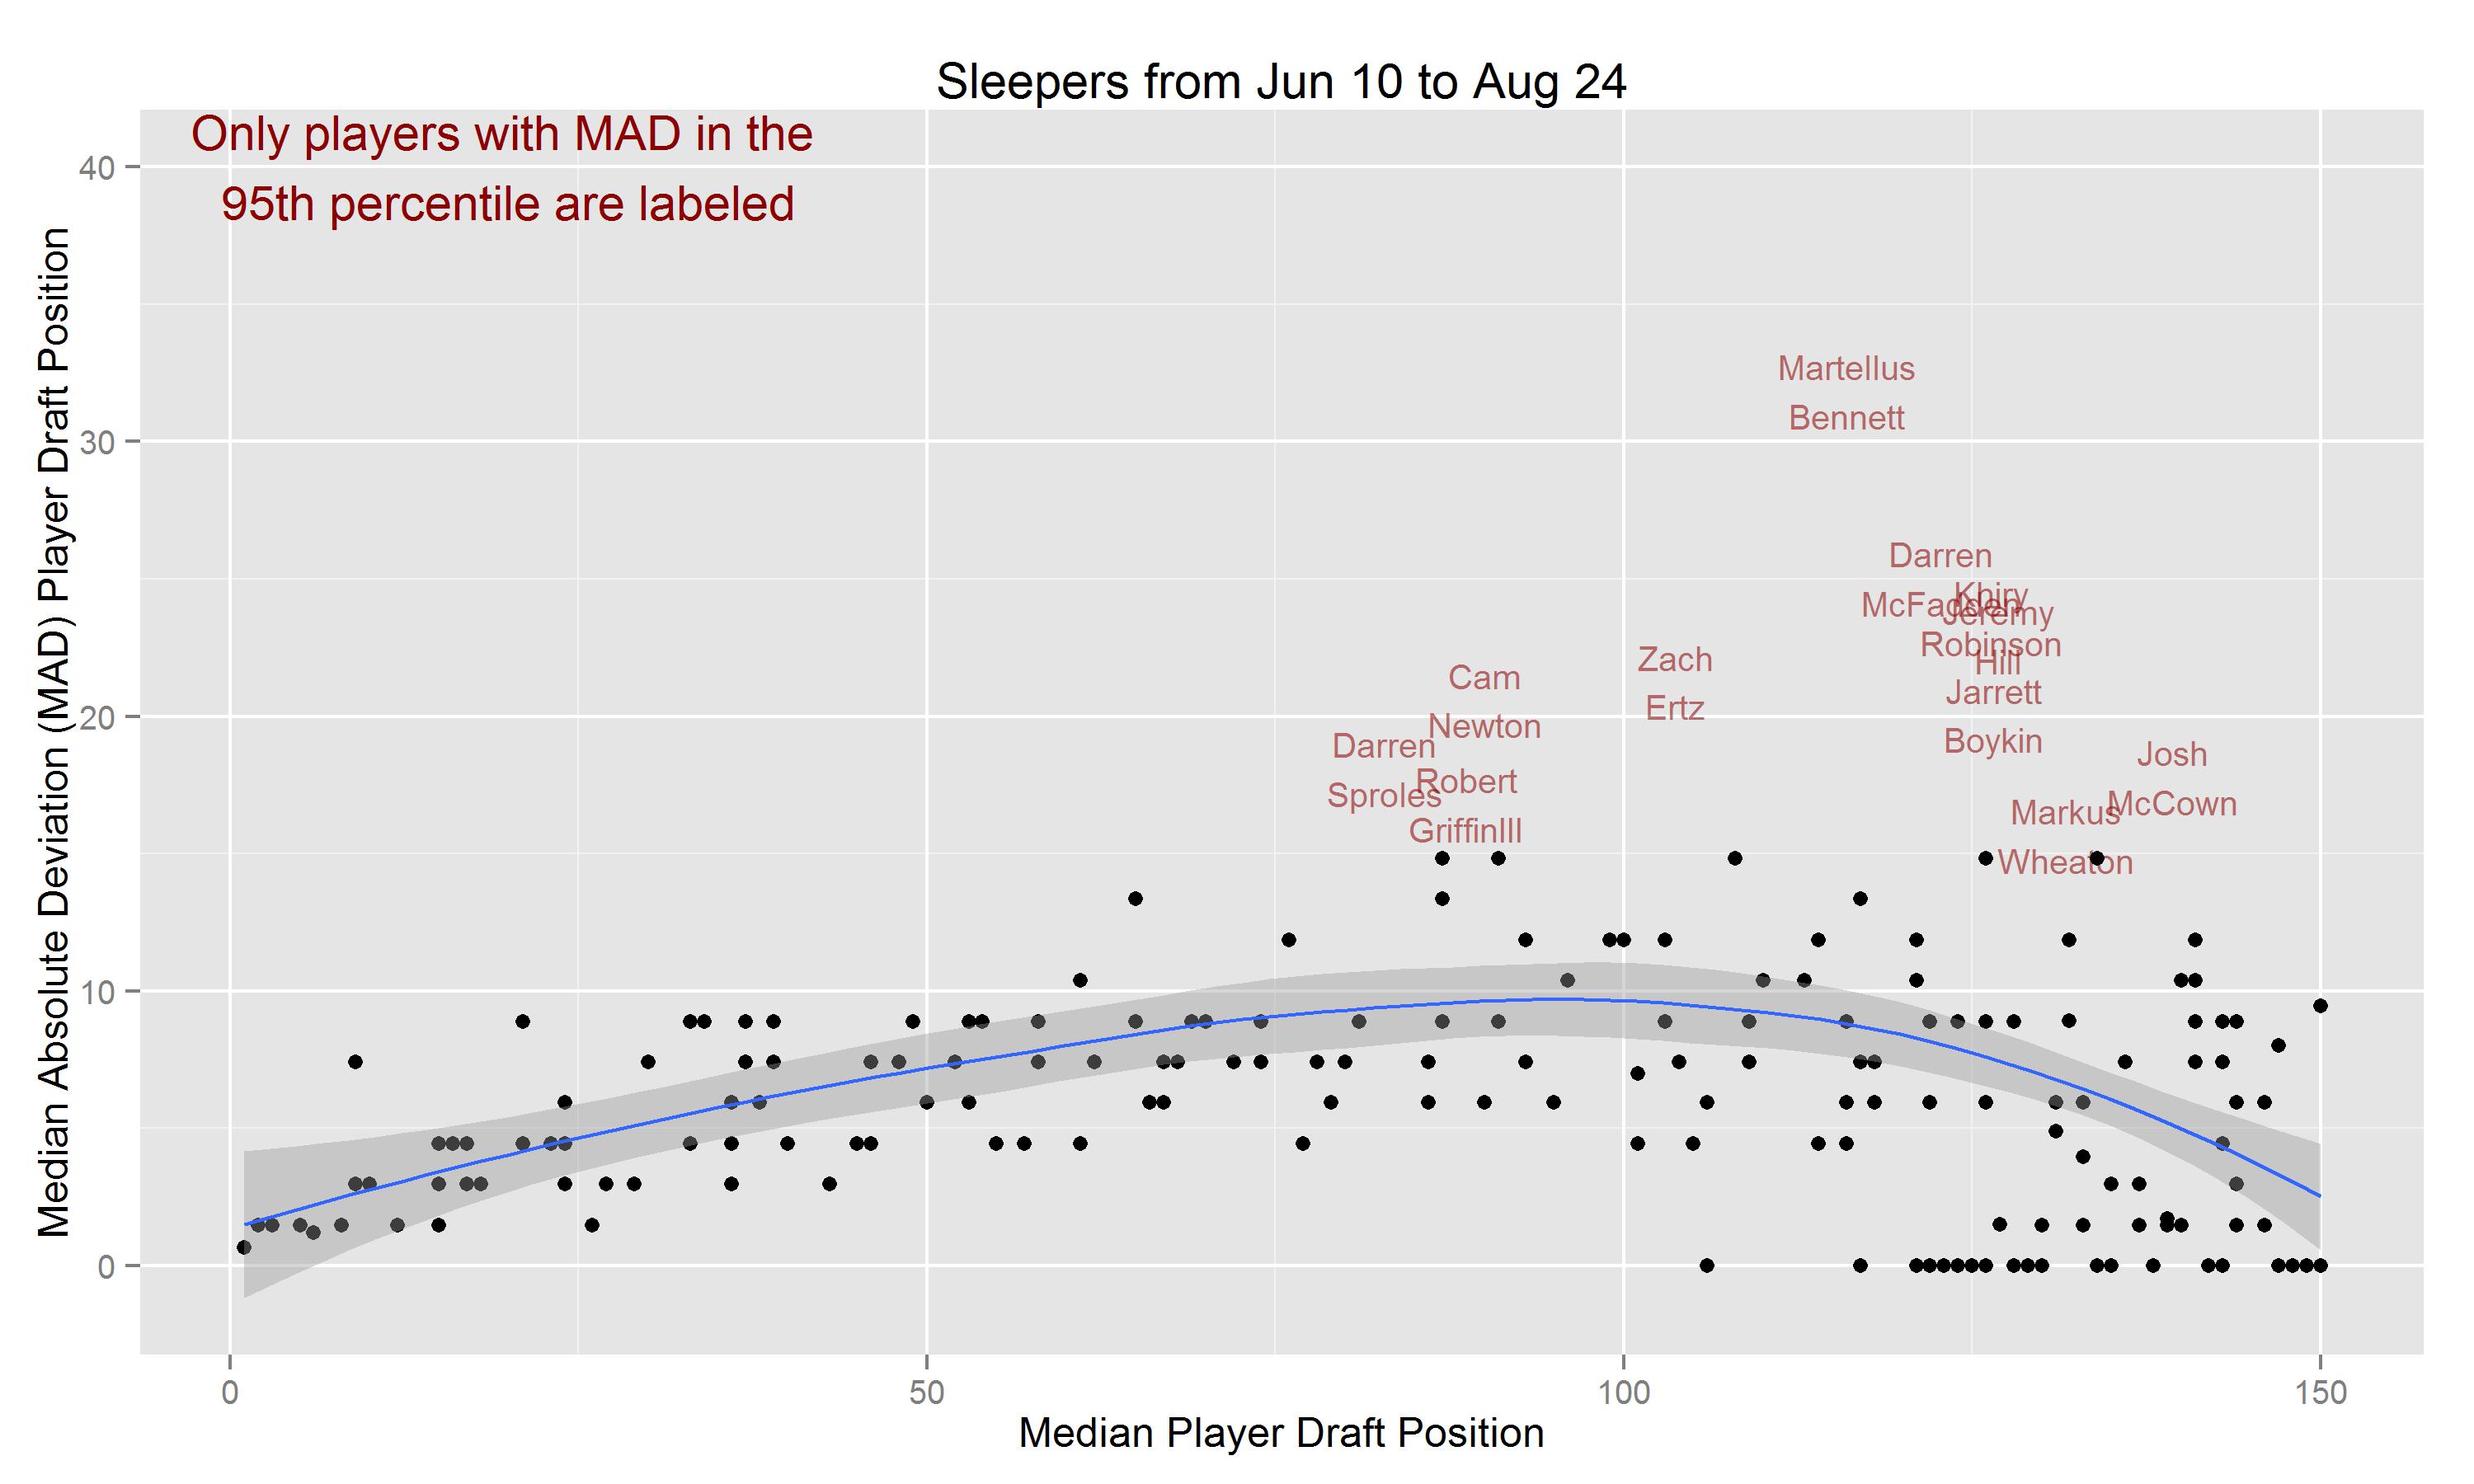 Sleepers from Jun 10 to Aug 24
Only players with MAD in the
95th percentile are labeled
Median Absolute Deviation (MAD) Player Draft Position
40
30
20
10
0
Martellus
Bennett
Darren
McFadden
Khiry
Robinson
Jeremy
Hill
Jarrett
Boykin
Zach
Ertz
Cam
Newton
Darren
Sproles
Robert
GriffinIII
Josh
McCown
Markus
Wheaton
0
50
100
150
Median Player Draft Position